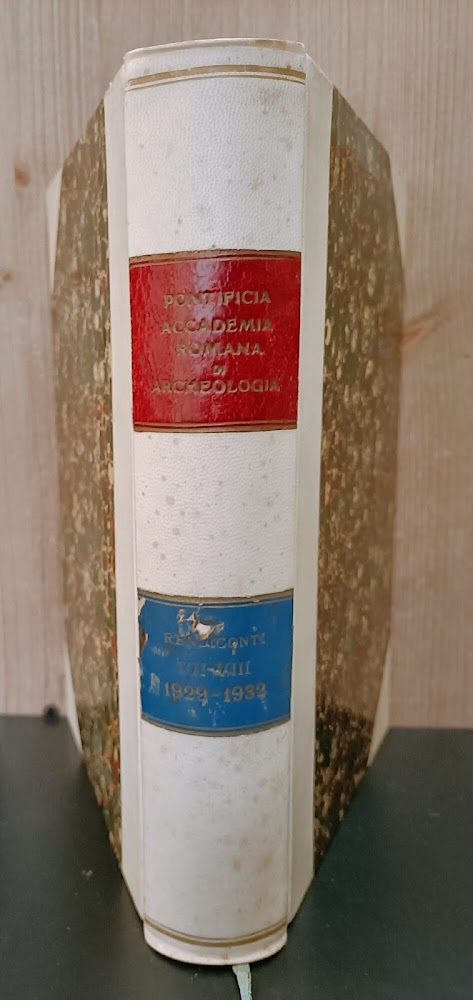 PONTIFICIA
ACCADEMIA
ROMANA
DI
ARCHEOLOGIA
RENDICONTI
VII-VIII
1929-1932